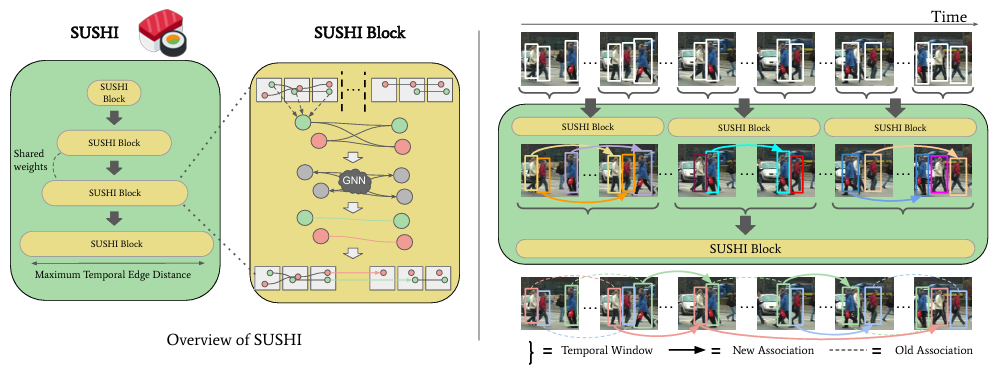 SUSHI
SUSHI
Block
SUSHI Block
Shared
weights
SUSHI Block
SUSHI Block
Maximum Temporal Edge Distance
SUSHI Block
...
GNN
Overview of SUSHI
Time
... ... ...
SUSHI Block SUSHI Block SUSHI Block
... ... ...
SUSHI Block
... ... ...
} = Temporal Window = New Association = Old Association